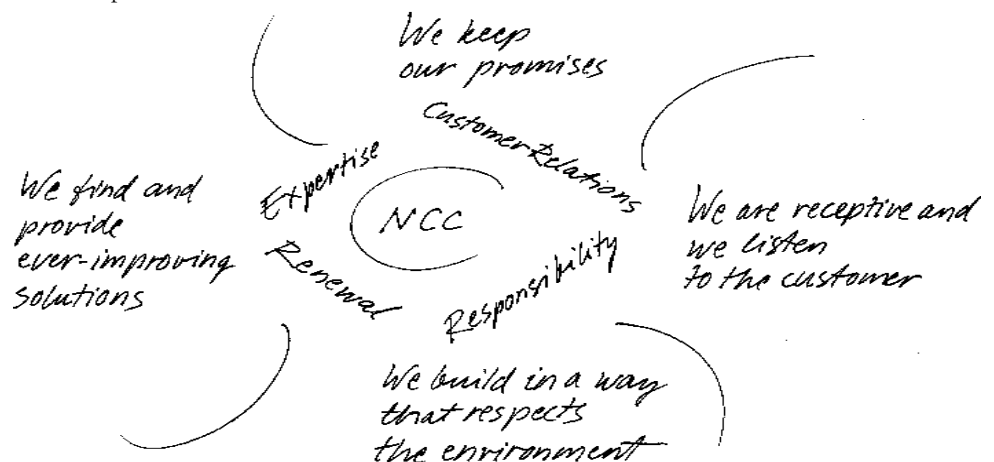 We keep
our promises
Customer Relations
Expertise
NCC
Renewal
Responsibility
We find and
provide
ever-improving
solutions
We are receptive and
we listen
to the customer
We build in a way
that respects
the environment